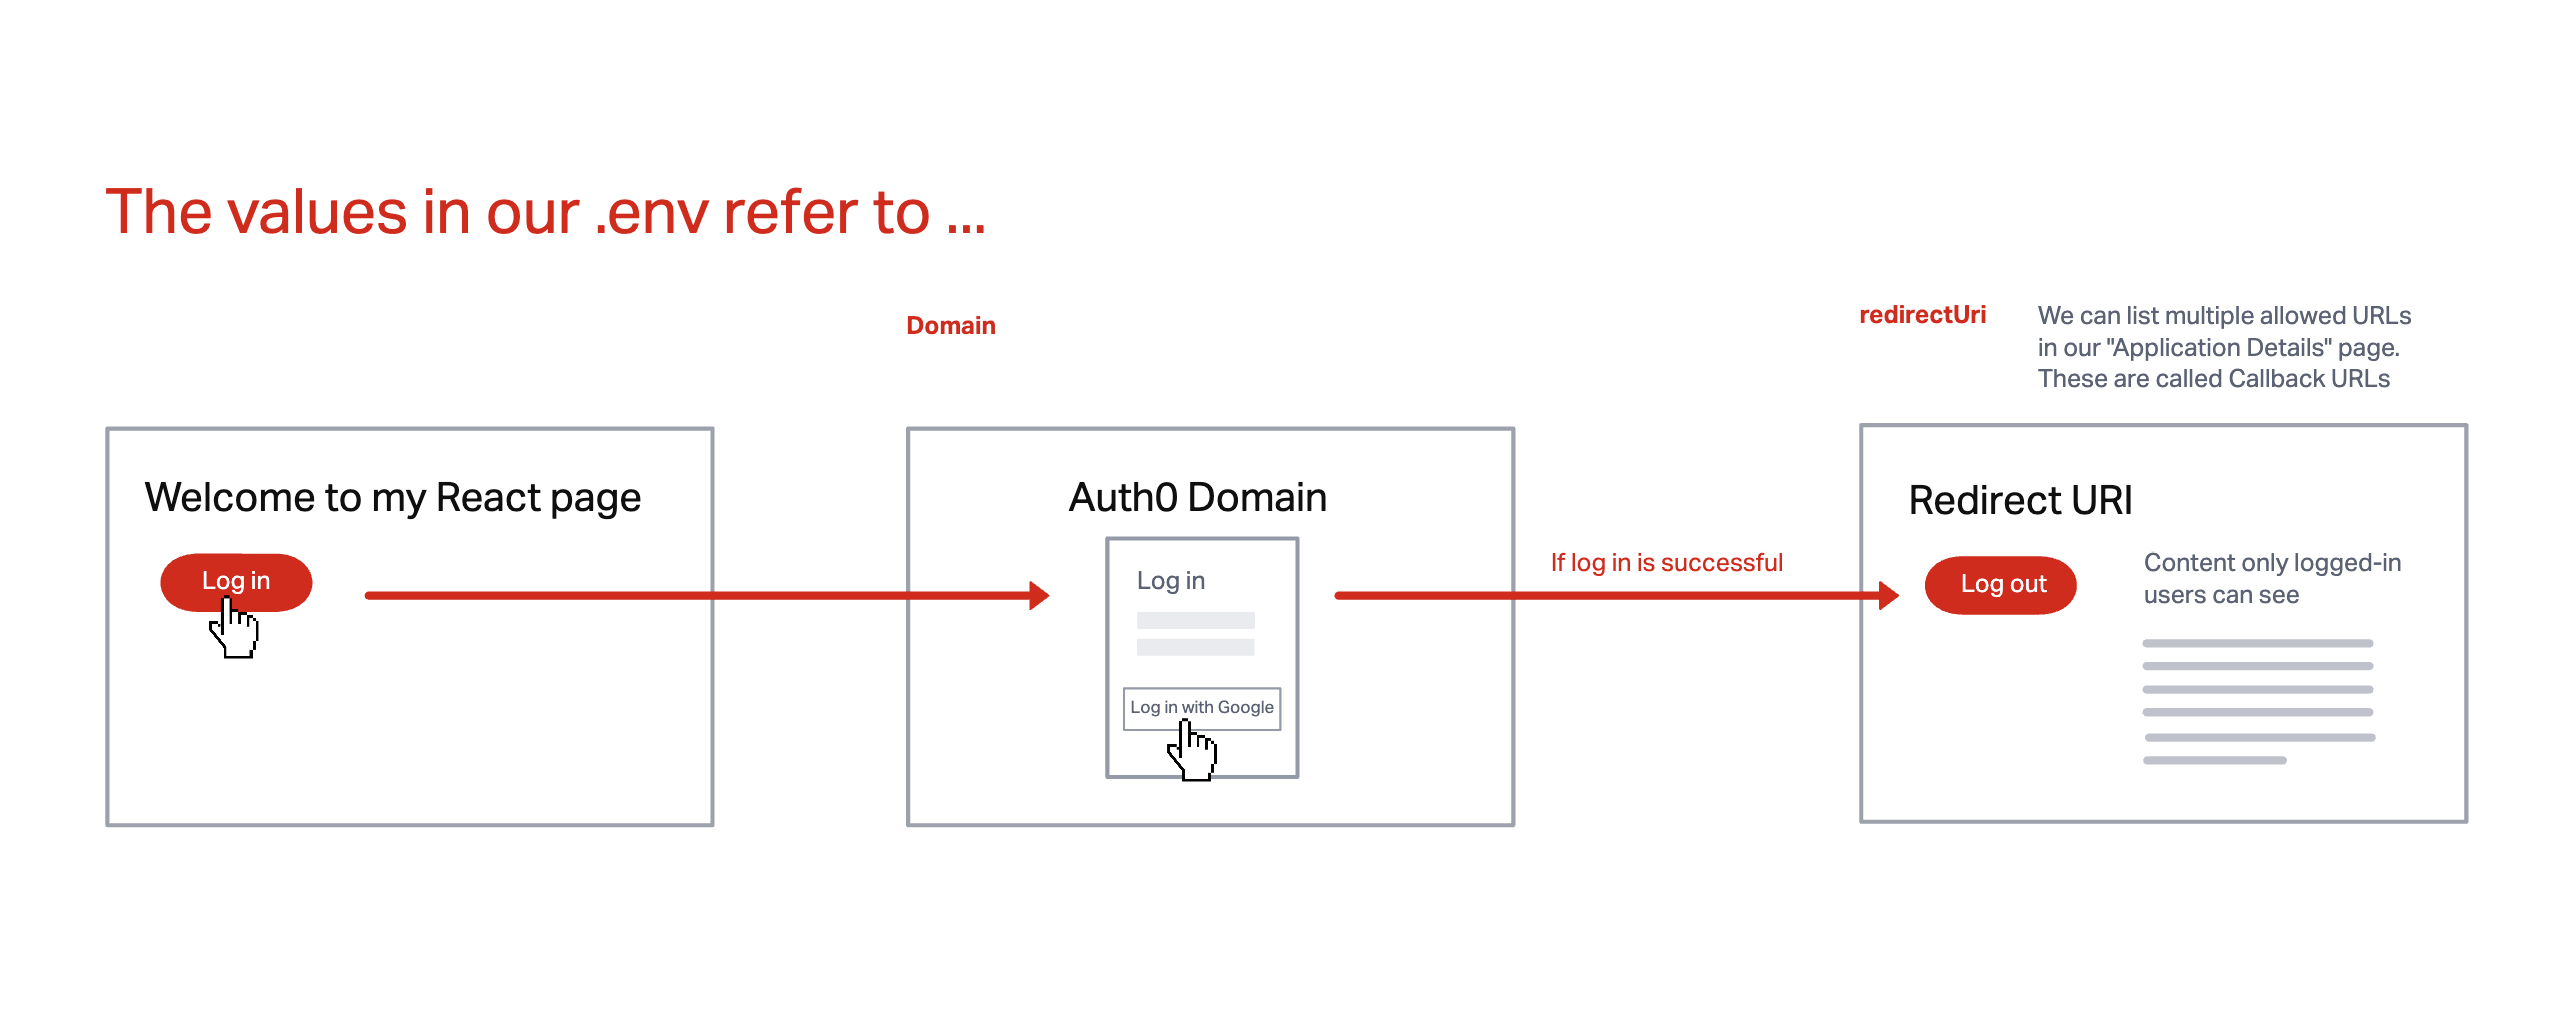 The values in our .env refer to ...
Domain
redirectUri
We can list multiple allowed URLs
in our "Application Details" page.
These are called Callback URLs
Welcome to my React page
Log in
Auth0 Domain
Log in
Log in with Google
If log in is successful
Redirect URI
Log out
Content only logged-in
users can see